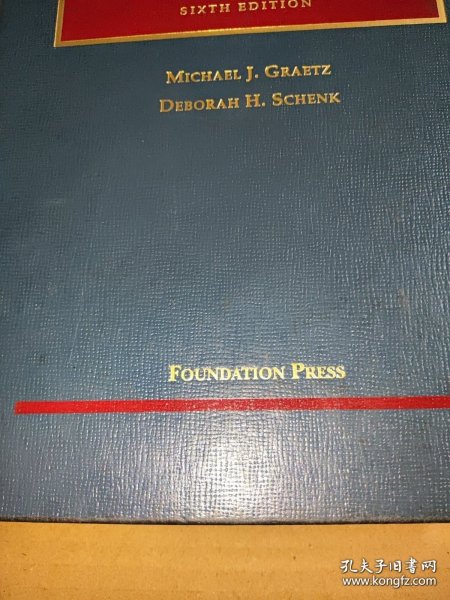 SIXTH EDITION
MICHAEL J. GRAETZ
DEBORAH H. SCHENK
FOUNDATION PRESS
孔夫子旧书网
www.kongfz.com